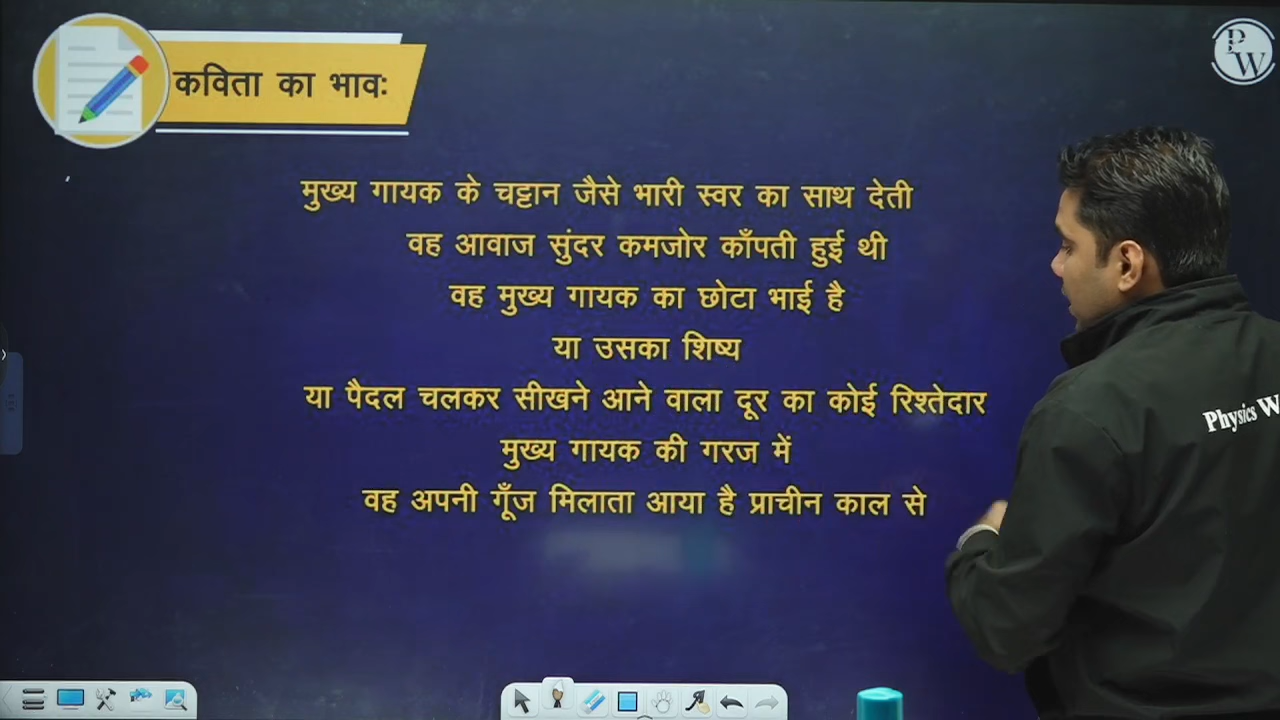 कविता का भावः
PW
मुख्य गायक के चट्टान जैसे भारी स्वर का साथ देती
वह आवाज सुंदर कमजोर काँपती हुई थी
वह मुख्य गायक का छोटा भाई है
या उसका शिष्य
या पैदल चलकर सीखने आने वाला दूर का कोई रिश्तेदार
मुख्य गायक की गरज में
वह अपनी गूँज मिलाता आया है प्राचीन काल से
Physics W